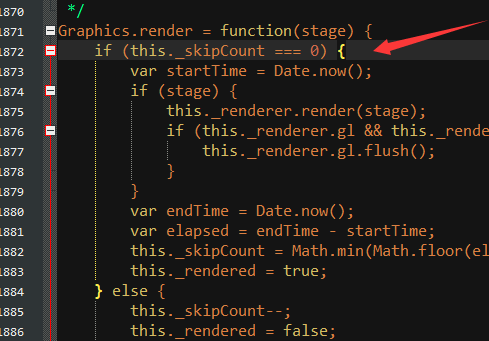 1870 */
1871 Graphics.render = function(stage) {
1872 if (this._skipCount === 0) {
1873 var startTime = Date.now();
1874 if (stage) {
1875 this._renderer.render(stage);
1876 if (this._renderer.gl && this._rende
1877 this._renderer.gl.flush();
1878 }
1879 }
1880 var endTime = Date.now();
1881 var elapsed = endTime - startTime;
1882 this._skipCount = Math.min(Math.floor(el
1883 this._rendered = true;
1884 } else {
1885 this._skipCount--;
1886 this._rendered = false;